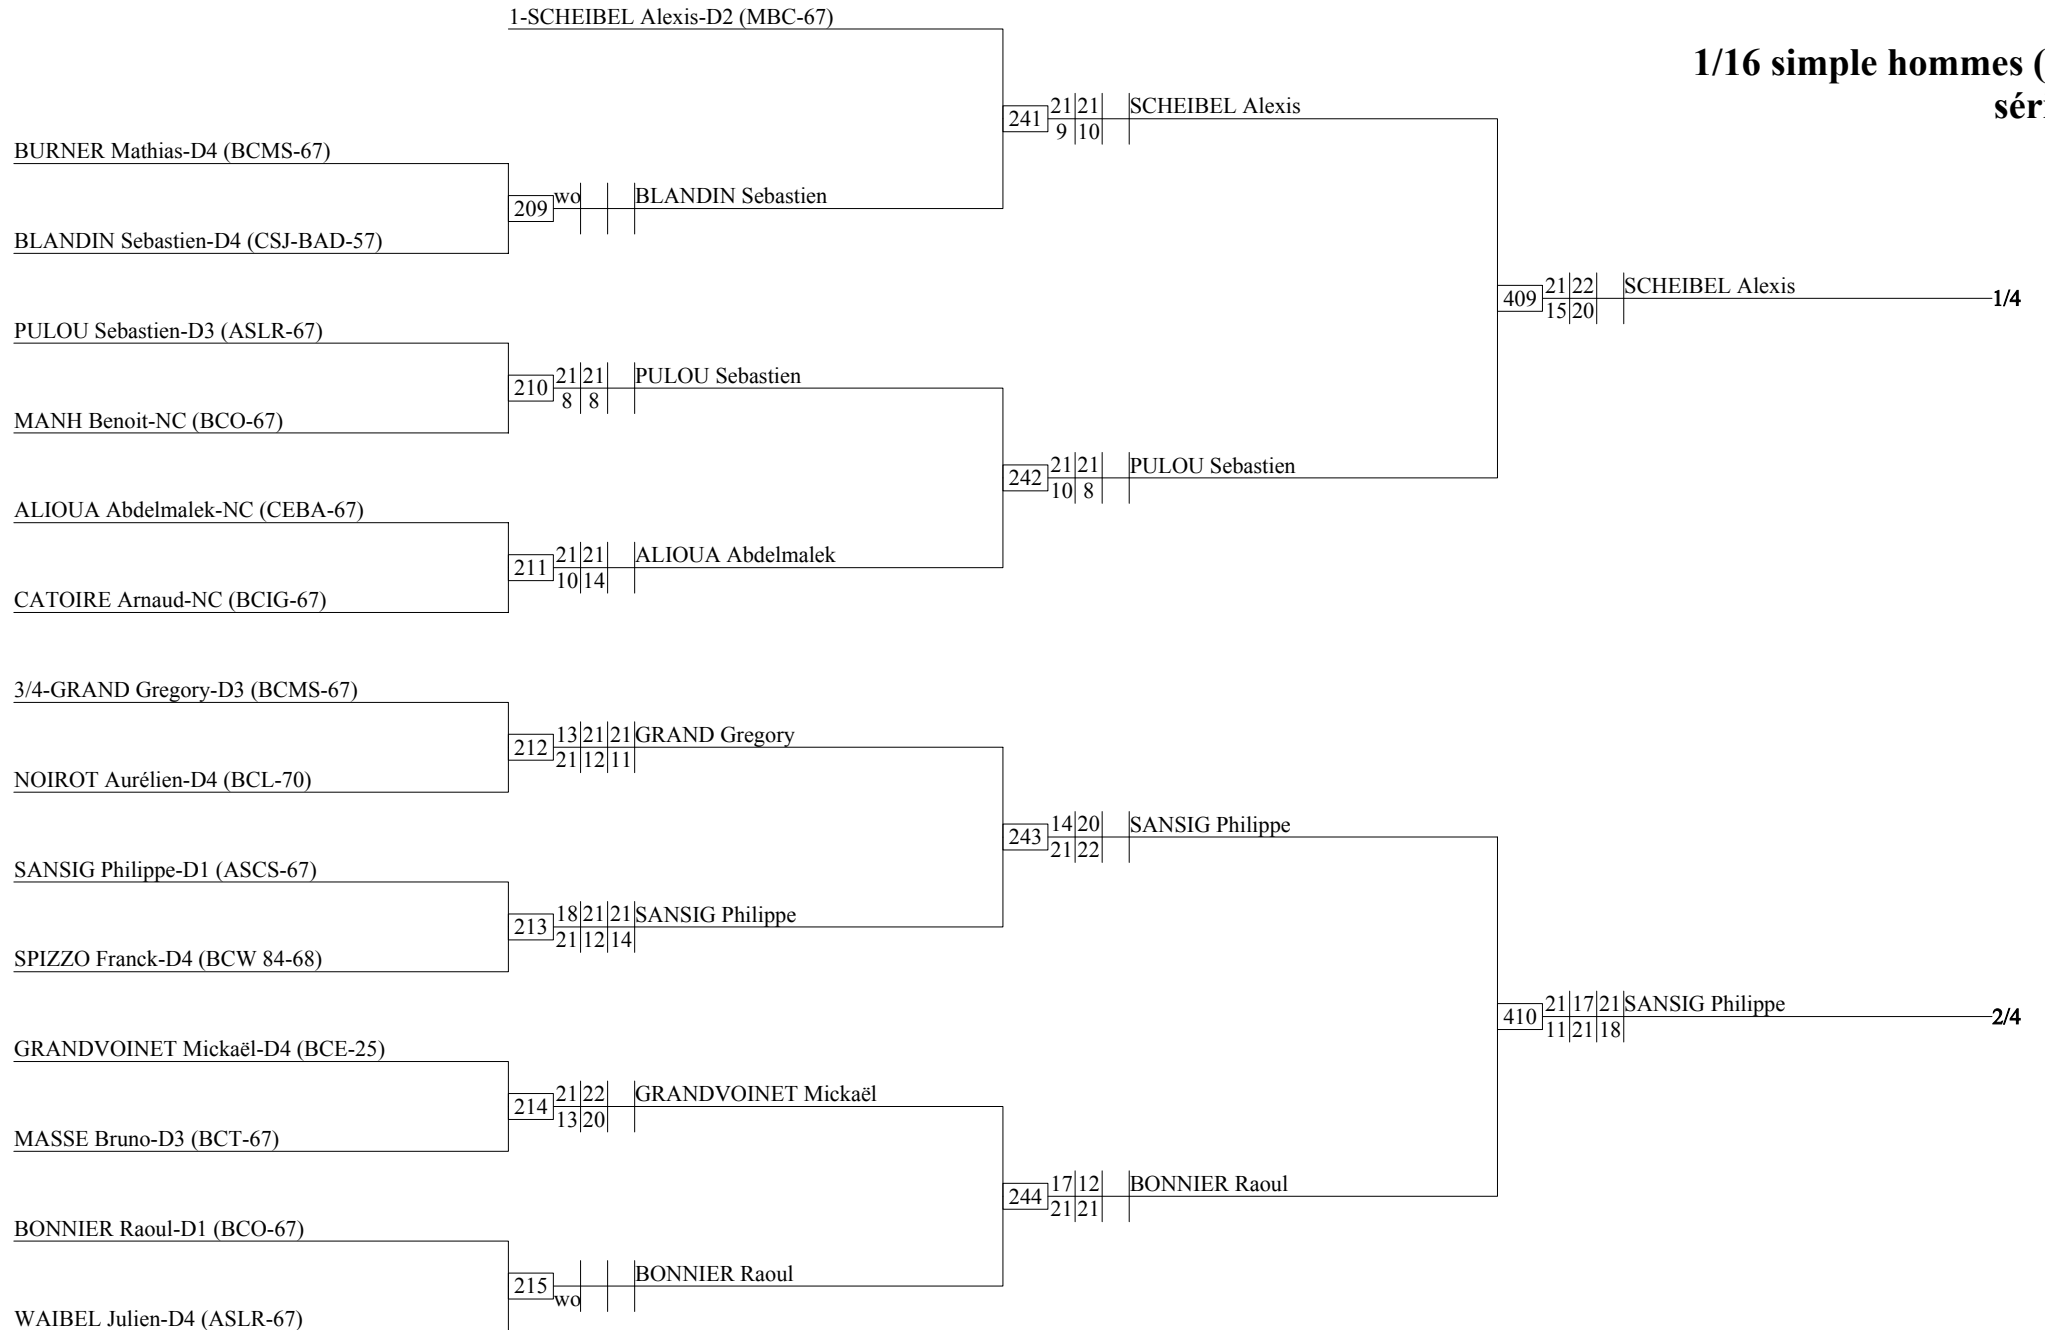 1-SCHEIBEL Alexis-D2 (MBC-67)
1/16 simple hommes (
séri
241 21 21 SCHEIBEL Alexis
9 10
BURNER Mathias-D4 (BCMS-67)
209 wo BLANDIN Sebastien
BLANDIN Sebastien-D4 (CSJ-BAD-57)
409 21 22 SCHEIBEL Alexis 1/4
15 20
PULOU Sebastien-D3 (ASLR-67)
210 21 21 PULOU Sebastien
8 8
MANH Benoit-NC (BCO-67)
242 21 21 PULOU Sebastien
10 8
ALIOUA Abdelmalek-NC (CEBA-67)
211 21 21 ALIOUA Abdelmalek
10 14
CATOIRE Arnaud-NC (BCIG-67)
3/4-GRAND Gregory-D3 (BCMS-67)
212 13 21 21 GRAND Gregory
21 12 11
NOIROT Aurélien-D4 (BCL-70)
243 14 20 SANSIG Philippe
21 22
SANSIG Philippe-D1 (ASCS-67)
213 18 21 21 SANSIG Philippe
21 12 14
SPIZZO Franck-D4 (BCW 84-68)
410 21 17 21 SANSIG Philippe 2/4
11 21 18
GRANDVOINET Mickaël-D4 (BCE-25)
214 21 22 GRANDVOINET Mickaël
13 20
MASSE Bruno-D3 (BCT-67)
244 17 12 BONNIER Raoul
21 21
BONNIER Raoul-D1 (BCO-67)
215 BONNIER Raoul
wo
WAIBEL Julien-D4 (ASLR-67)